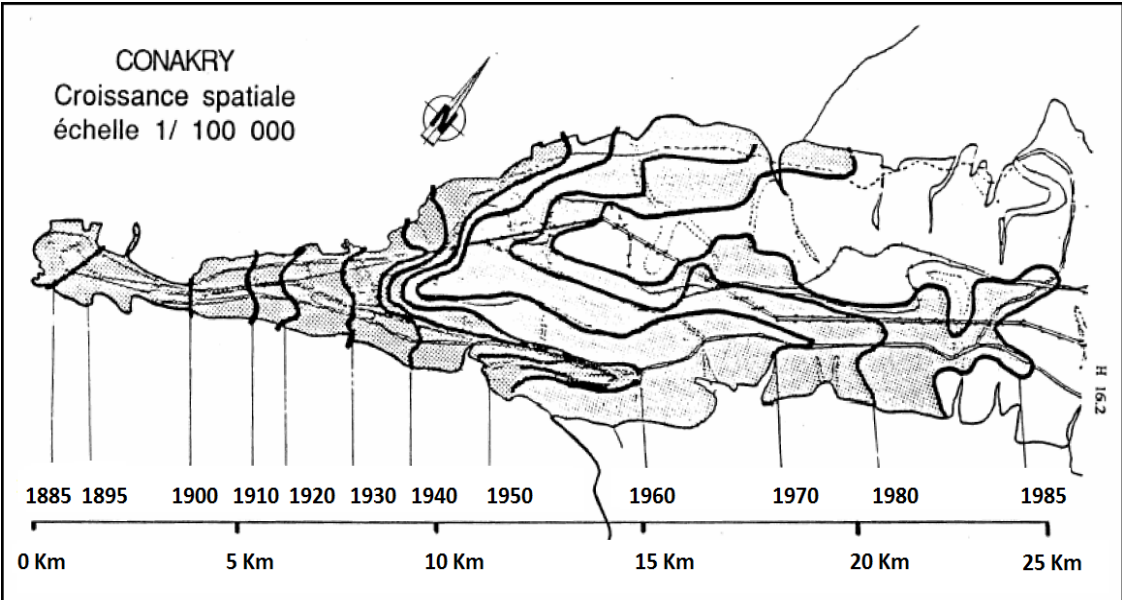 CONAKRY
Croissance spatiale
échelle 1/ 100 000
N
H 16.2
1885 1895 1900 1910 1920 1930 1940 1950 1960 1970 1980 1985
0 Km 5 Km 10 Km 15 Km 20 Km 25 Km